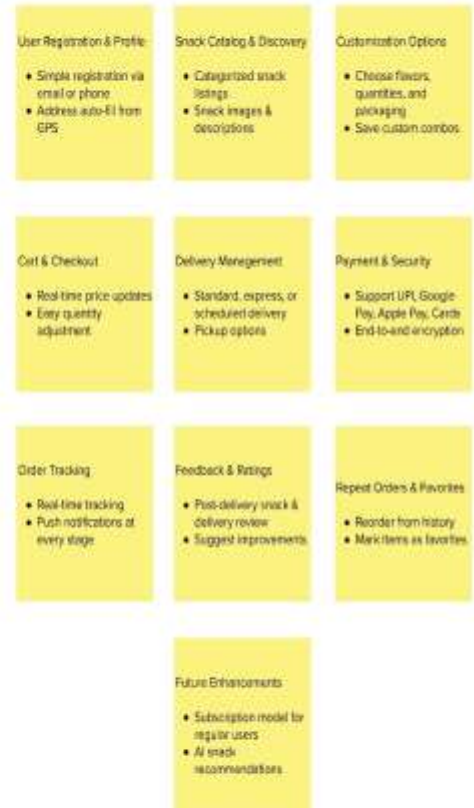 User Registration & Profile
• Simple registration via
email or phone
• Address auto-fill from
GPS
Snack Catalog & Discovery
• Categorized snack
listings
• Snack images &
descriptions
Customization Options
• Choose flavors,
quantities, and
packaging
• Save custom combos
Cart & Checkout
• Real-time price updates
• Easy quantity
adjustment
Delivery Management
• Standard, express, or
scheduled delivery
• Pickup options
Payment & Security
• Support UPI, Google
Pay, Apple Pay, Cards
• End-to-end encryption
Order Tracking
• Real-time tracking
• Push notifications at
every stage
Feedback & Ratings
• Post-delivery snack &
delivery review
• Suggest improvements
Repeat Orders & Favorites
• Reorder from history
• Mark items as favorites
Future Enhancements
• Subscription model for
regular users
• AI snack
recommendations